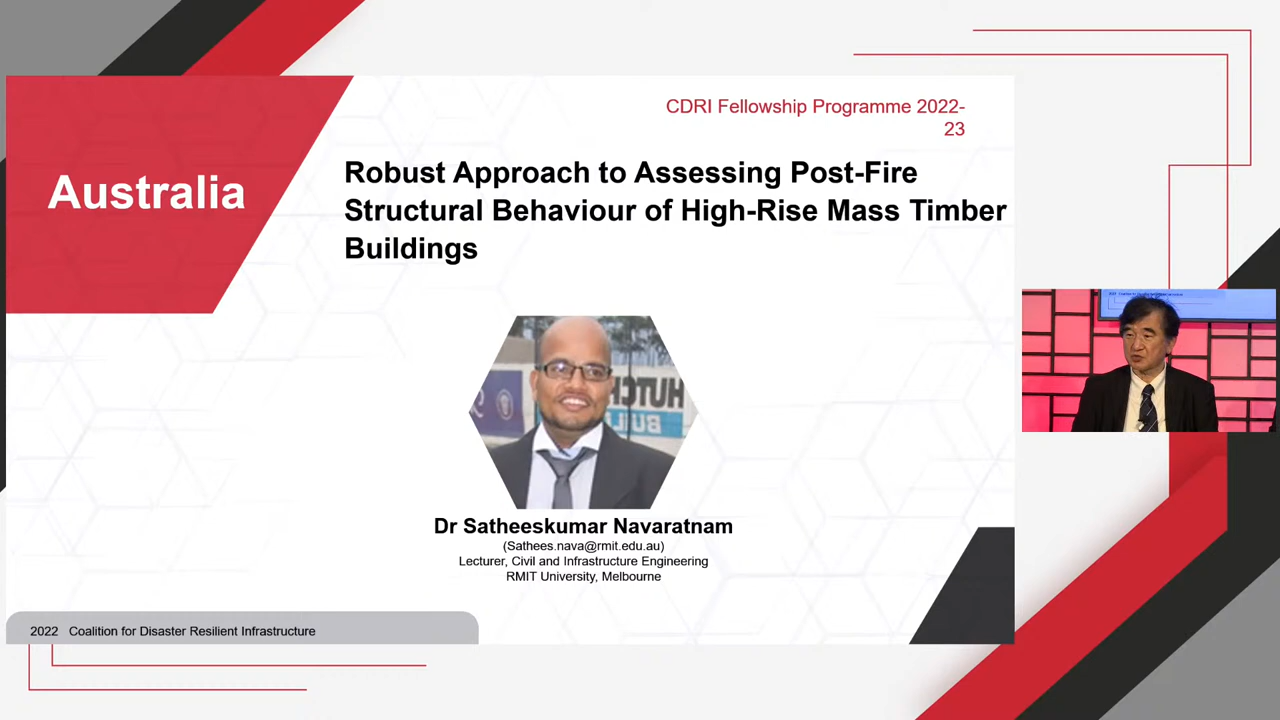 CDRI Fellowship Programme 2022-
23
Australia
Robust Approach to Assessing Post-Fire
Structural Behaviour of High-Rise Mass Timber
Buildings
HUTCH
BUIL
Dr Satheeskumar Navaratnam
(Sathees.nava@rmit.edu.au)
Lecturer, Civil and Infrastructure Engineering
RMIT University, Melbourne
2022 Coalition for Disaster Resilient Infrastructure